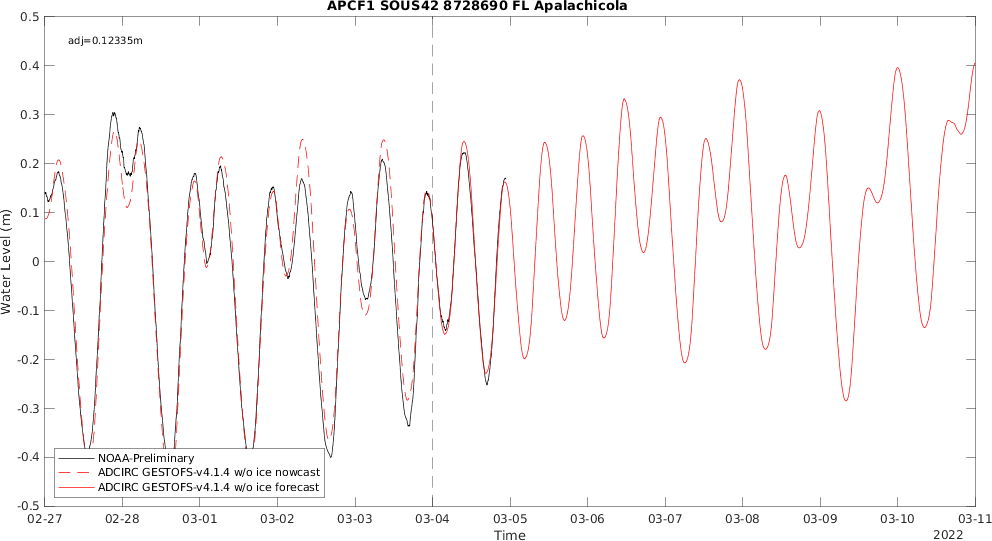 APCF1 SOUS42 8728690 FL Apalachicola
adj=0.12335m
0.5
0.4
0.3
0.2
0.1
0
-0.1
-0.2
-0.3
-0.4
-0.5
Water Level (m)
NOAA-Preliminary
ADCIRC GESTOFS-v4.1.4 w/o ice nowcast
ADCIRC GESTOFS-v4.1.4 w/o ice forecast
02-27 02-28 03-01 03-02 03-03 03-04 03-05 03-06 03-07 03-08 03-09 03-10 03-11
Time
2022